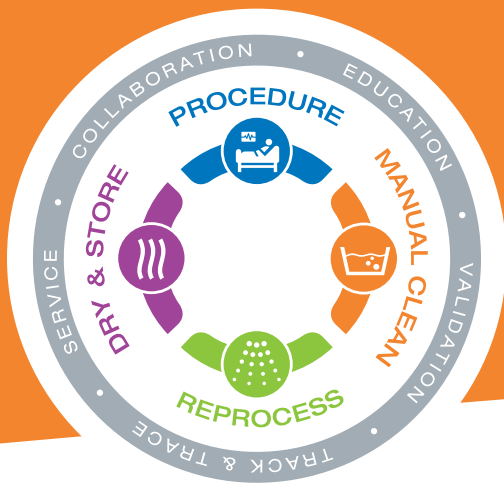 COLLABORATION • EDUCATION • VALIDATION • TRACK & TRACE • SERVICE •
PROCEDURE
MANUAL CLEAN
REPROCESS
DRY & STORE